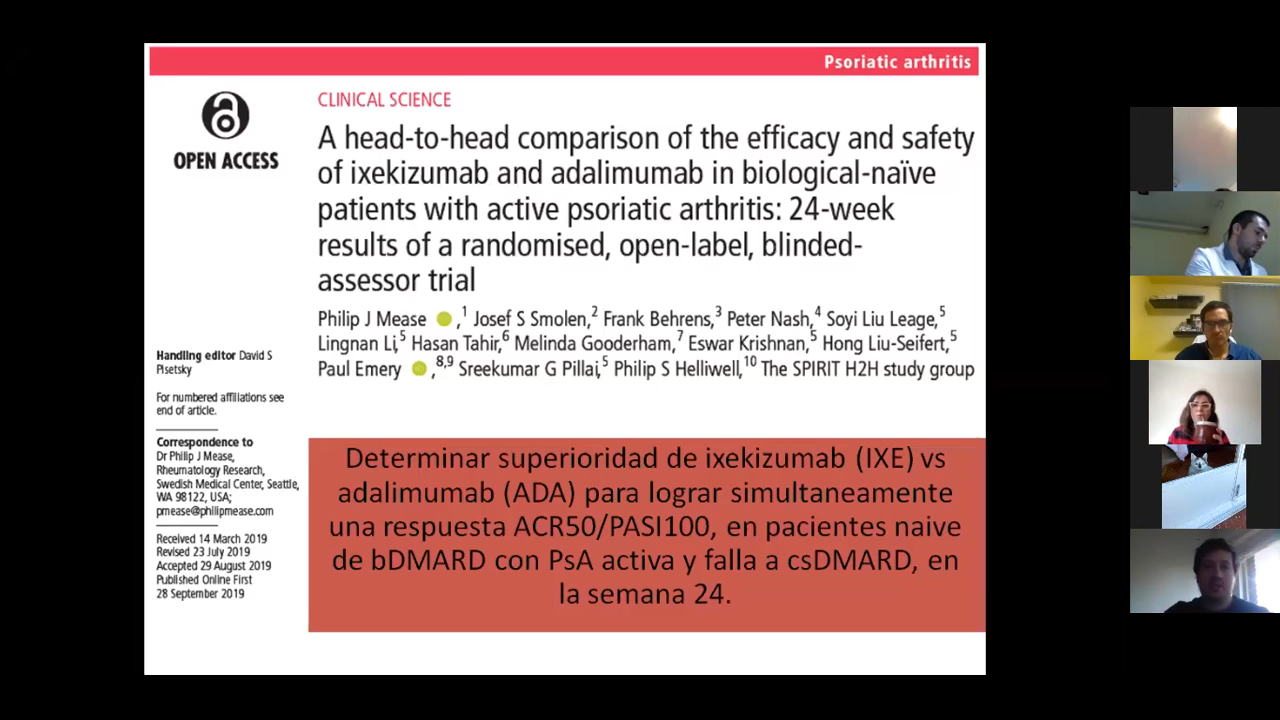 Psoriatic arthritis
OPEN ACCESS
CLINICAL SCIENCE
A head-to-head comparison of the efficacy and safety
of ixekizumab and adalimumab in biological-naïve
patients with active psoriatic arthritis: 24-week
results of a randomised, open-label, blinded-
assessor trial
Philip J Mease ,1 Josef S Smolen,2 Frank Behrens,3 Peter Nash,4 Soyi Liu Leage,5
Lingnan Li,5 Hasan Tahir,6 Melinda Gooderham,7 Eswar Krishnan,5 Hong Liu-Seifert,5
Paul Emery ,8,9 Sreekumar G Pillai,5 Philip S Helliwell,10 The SPIRIT H2H study group
Handling editor David S
Pisetsky
For numbered affiliations see
end of article.
Correspondence to
Dr Philip J Mease,
Rheumatology Research,
Swedish Medical Center, Seattle,
WA 98122, USA;
pmease@philipmease.com
Received 14 March 2019
Revised 23 July 2019
Accepted 29 August 2019
Published Online First
28 September 2019
Determinar superioridad de ixekizumab (IXE) vs
adalimumab (ADA) para lograr simultaneamente
una respuesta ACR50/PASI100, en pacientes naive
de bDMARD con PsA activa y falla a csDMARD, en
la semana 24.